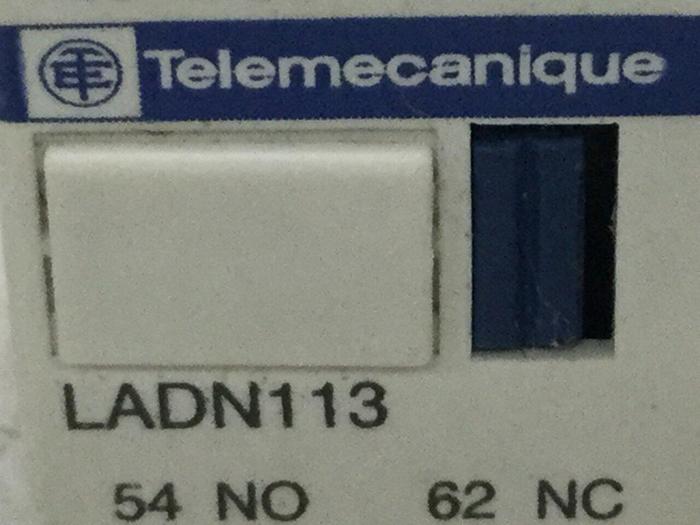 Telemecanique
LADN113
54 NO 62 NC